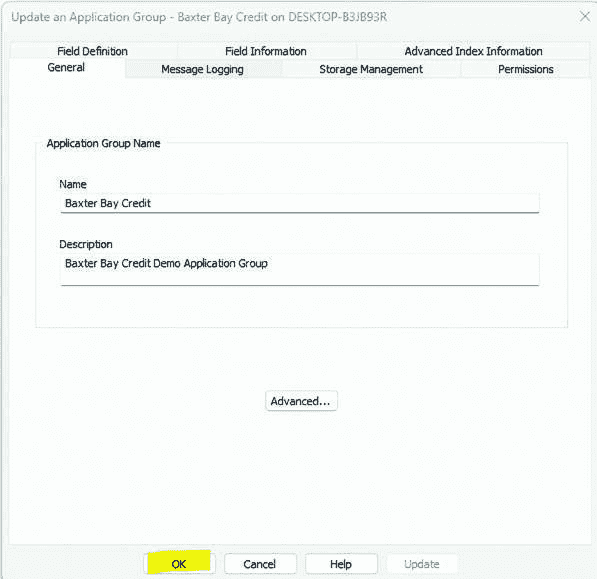 Update an Application Group - Baxter Bay Credit on DESKTOP-B3JB93R
Field Definition Field Information Advanced Index Information
General Message Logging Storage Management Permissions
Application Group Name
Name
Baxter Bay Credit
Description
Baxter Bay Credit Demo Application Group
Advanced...
OK Cancel Help Update